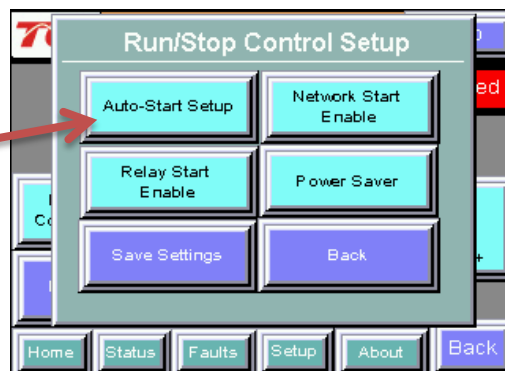 Run/Stop Control Setup
Auto-Start Setup
Network Start
Enable
Relay Start
Enable
Power Saver
Save Settings
Back
ed
+
Home
Status
Faults
Setup
About
Back